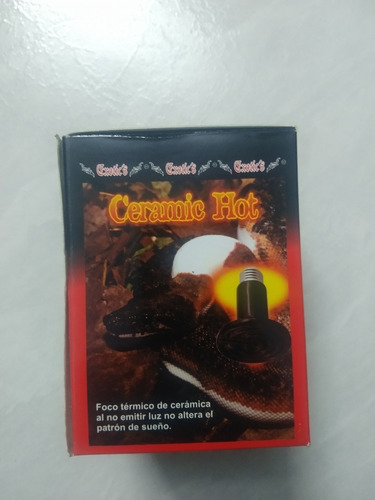 Exotic's Exotic's Exotic's
Ceramic Hot
Foco térmico de cerámica
al no emitir luz no altera el
patrón de sueño.